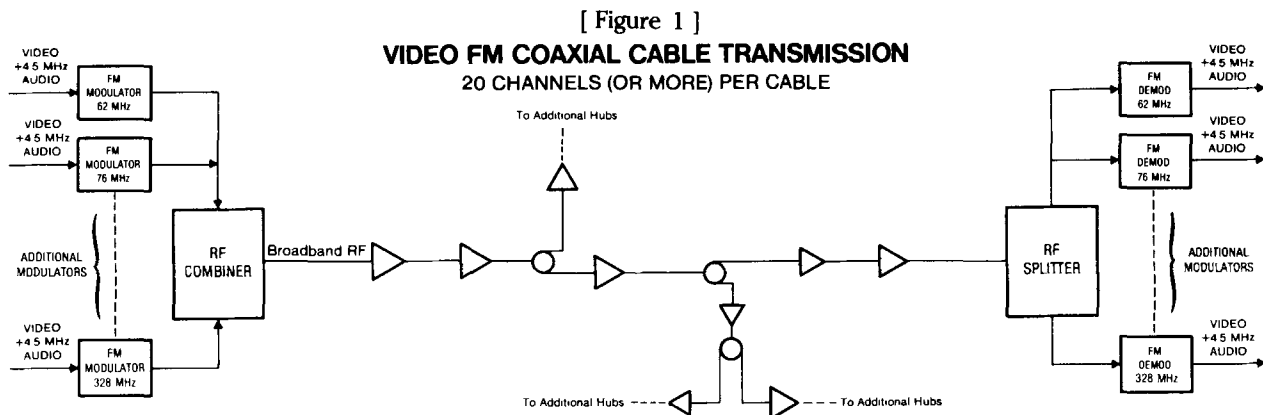 [ Figure 1 ]
VIDEO FM COAXIAL CABLE TRANSMISSION
20 CHANNELS (OR MORE) PER CABLE
VIDEO
+4 5 MHz
AUDIO
FM
MODULATOR
62 MHz
VIDEO
+4 5 MHz
AUDIO
FM
MODULATOR
76 MHz
ADDITIONAL
MODULATORS
VIDEO
+4 5 MHz
AUDIO
FM
MODULATOR
328 MHz
RF
COMBINER
Broadband RF
To Additional Hubs
To Additional Hubs
To Additional Hubs
RF
SPLITTER
FM
DEMOD
62 MHz
VIDEO
+4 5 MHz
AUDIO
FM
DEMOD
76 MHz
VIDEO
+4 5 MHz
AUDIO
ADDITIONAL
MODULATORS
FM
DEMOD
328 MHz
VIDEO
+4 5 MHz
AUDIO